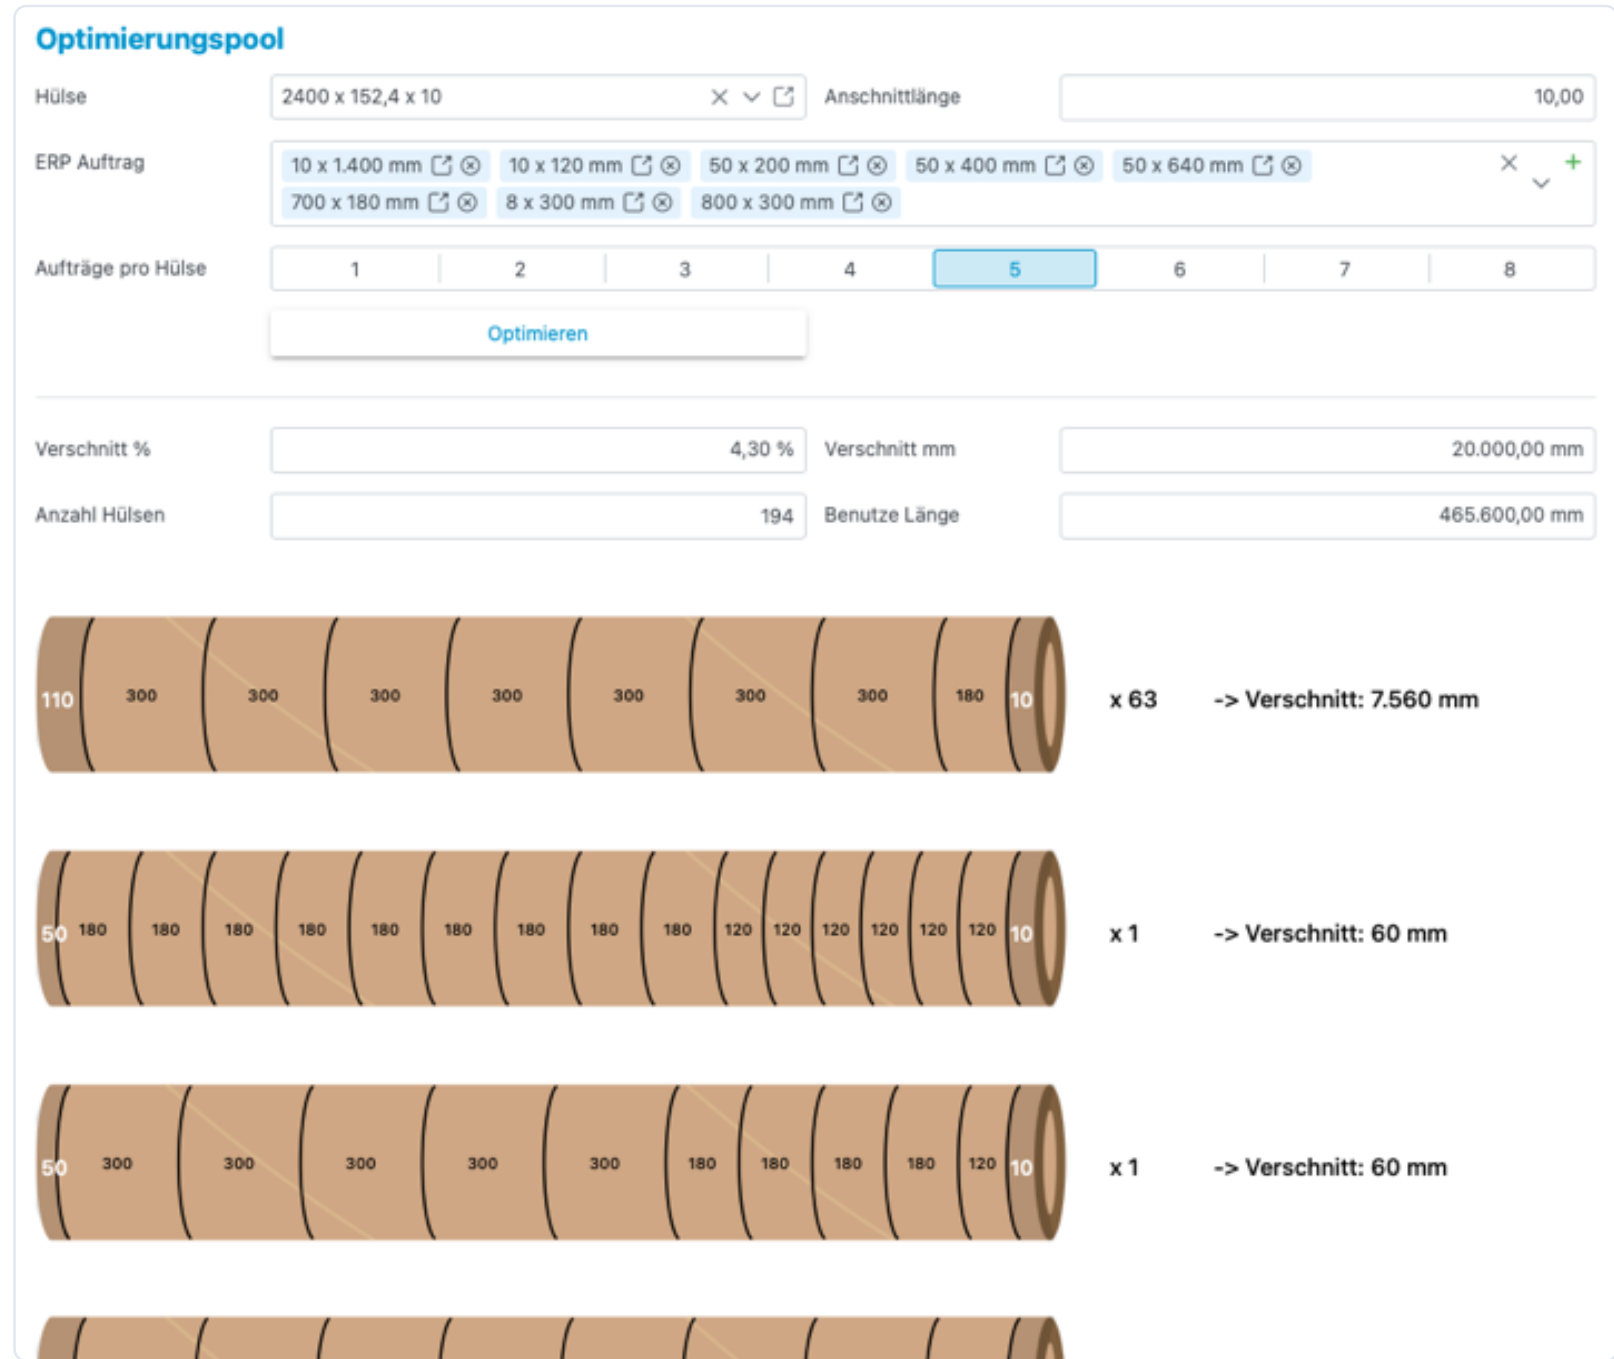 Optimierungspool
Hülse 2400 x 152,4 x 10 Anschnittlänge 10,00
ERP Auftrag 10 x 1.400 mm 10 x 120 mm 50 x 200 mm 50 x 400 mm 50 x 640 mm
700 x 180 mm 8 x 300 mm 800 x 300 mm
Aufträge pro Hülse 1 2 3 4 5 6 7 8
Optimieren
Verschnitt % 4,30 % Verschnitt mm 20.000,00 mm
Anzahl Hülsen 194 Benutze Länge 465.600,00 mm
110 300 300 300 300 300 300 300 180 10 x 63 -> Verschnitt: 7.560 mm
50 180 180 180 180 180 180 180 180 180 120 120 120 120 120 120 10 x 1 -> Verschnitt: 60 mm
50 300 300 300 300 300 180 180 180 180 120 10 x 1 -> Verschnitt: 60 mm